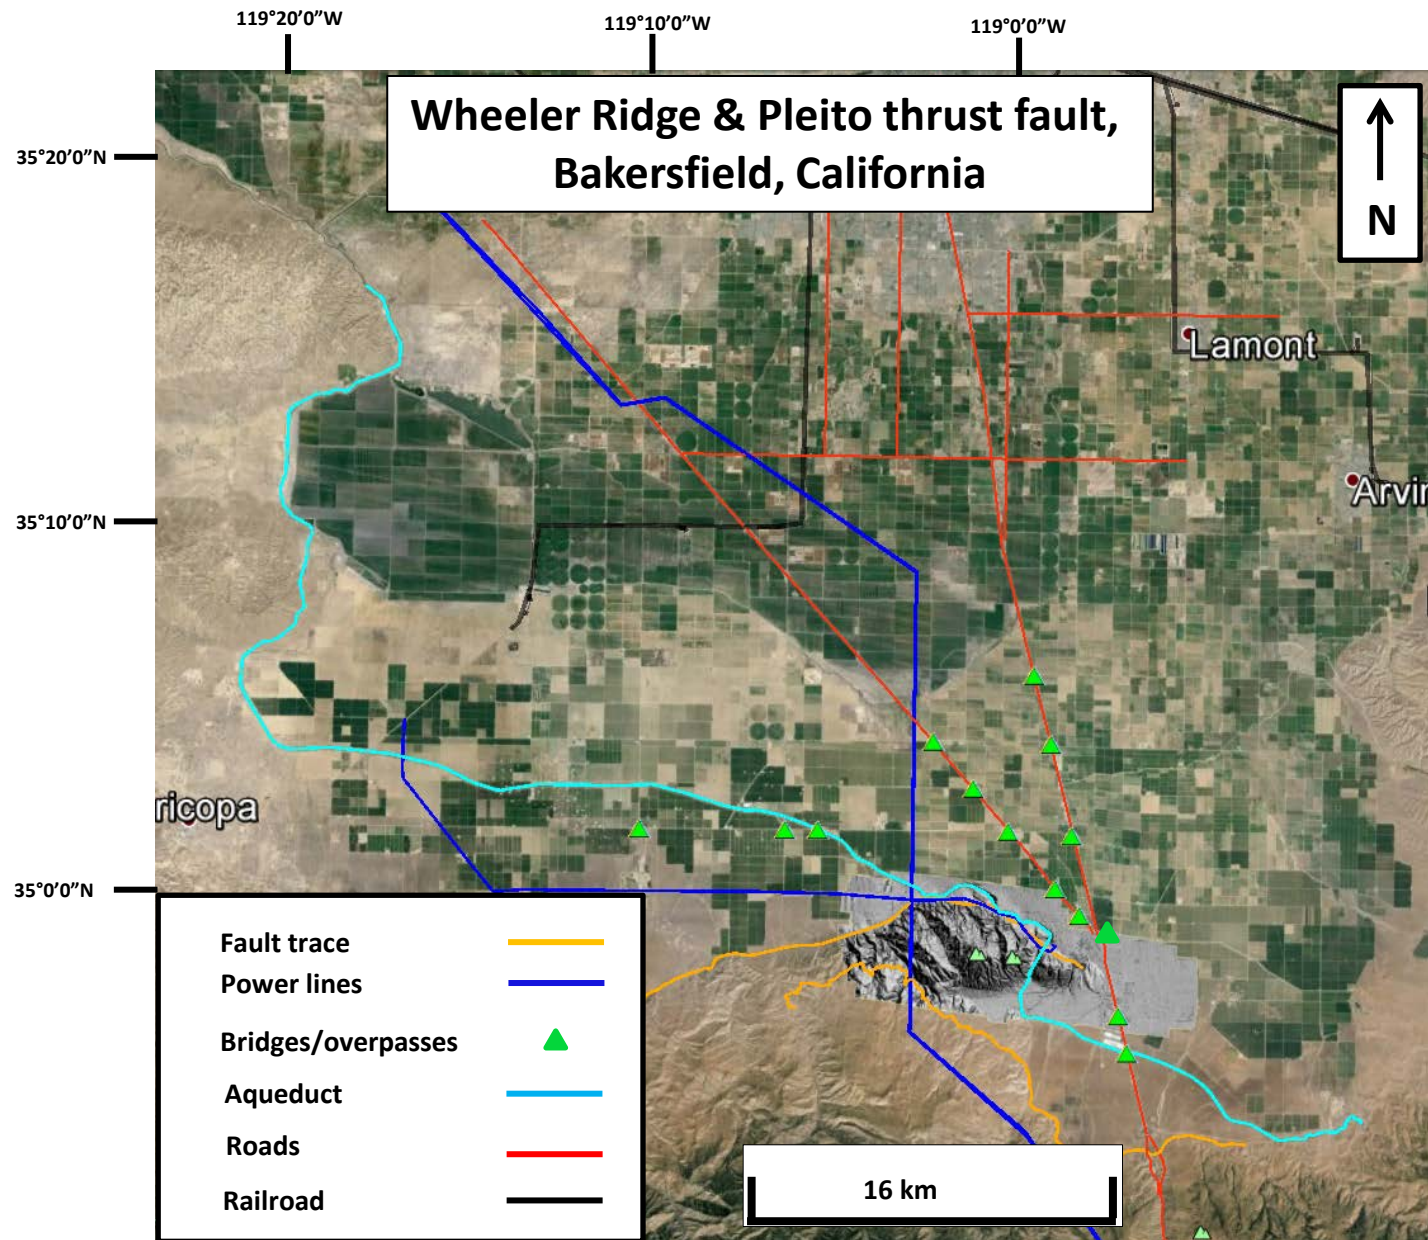 119°20'0"W
119°10'0"W
119°0'0"W
Wheeler Ridge & Pleito thrust fault,
Bakersfield, California
N
35°20'0"N
Lamont
Arvin
35°10'0"N
ricopa
35°0'0"N
Fault trace
Power lines
Bridges/overpasses
Aqueduct
Roads
Railroad
16 km